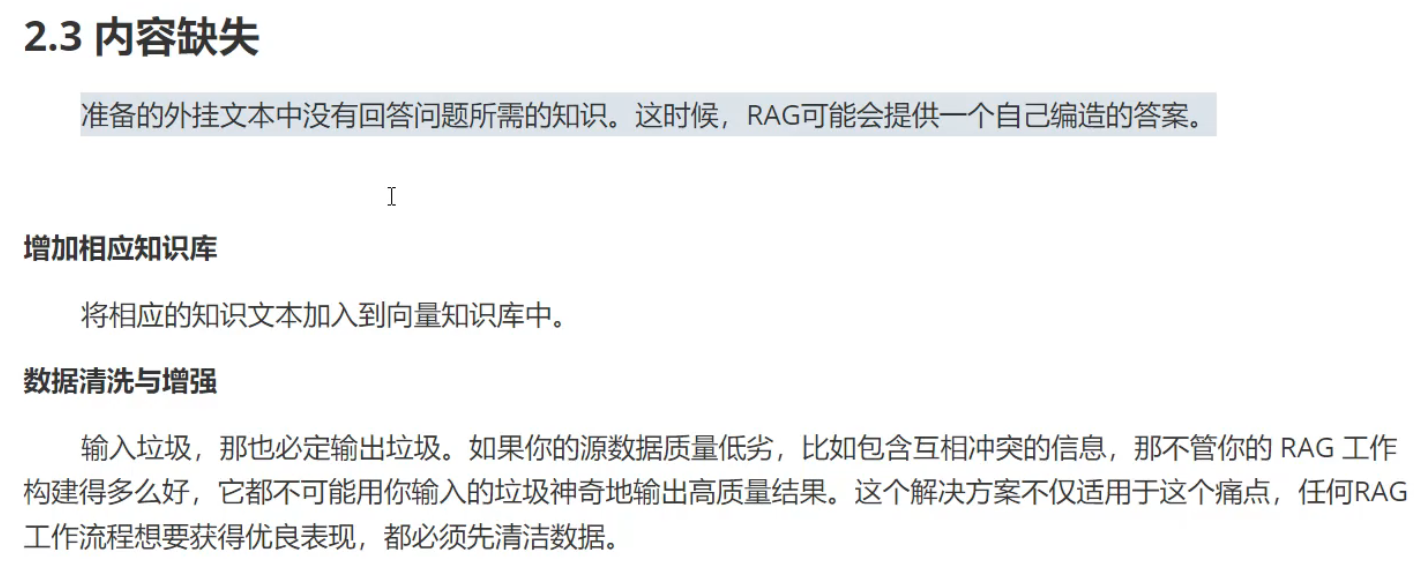 2.3 内容缺失
准备的外挂文本中没有回答问题所需的知识。这时候，RAG可能会提供一个自己编造的答案。
增加相应知识库
将相应的知识文本加入到向量知识库中。
数据清洗与增强
输入垃圾，那也必定输出垃圾。如果你的源数据质量低劣，比如包含互相冲突的信息，那不管你的 RAG 工作
构建得多么好，它都不可能用你输入的垃圾神奇地输出高质量结果。这个解决方案不仅适用于这个痛点，任何RAG
工作流程想要获得优良表现，都必须先清洁数据。